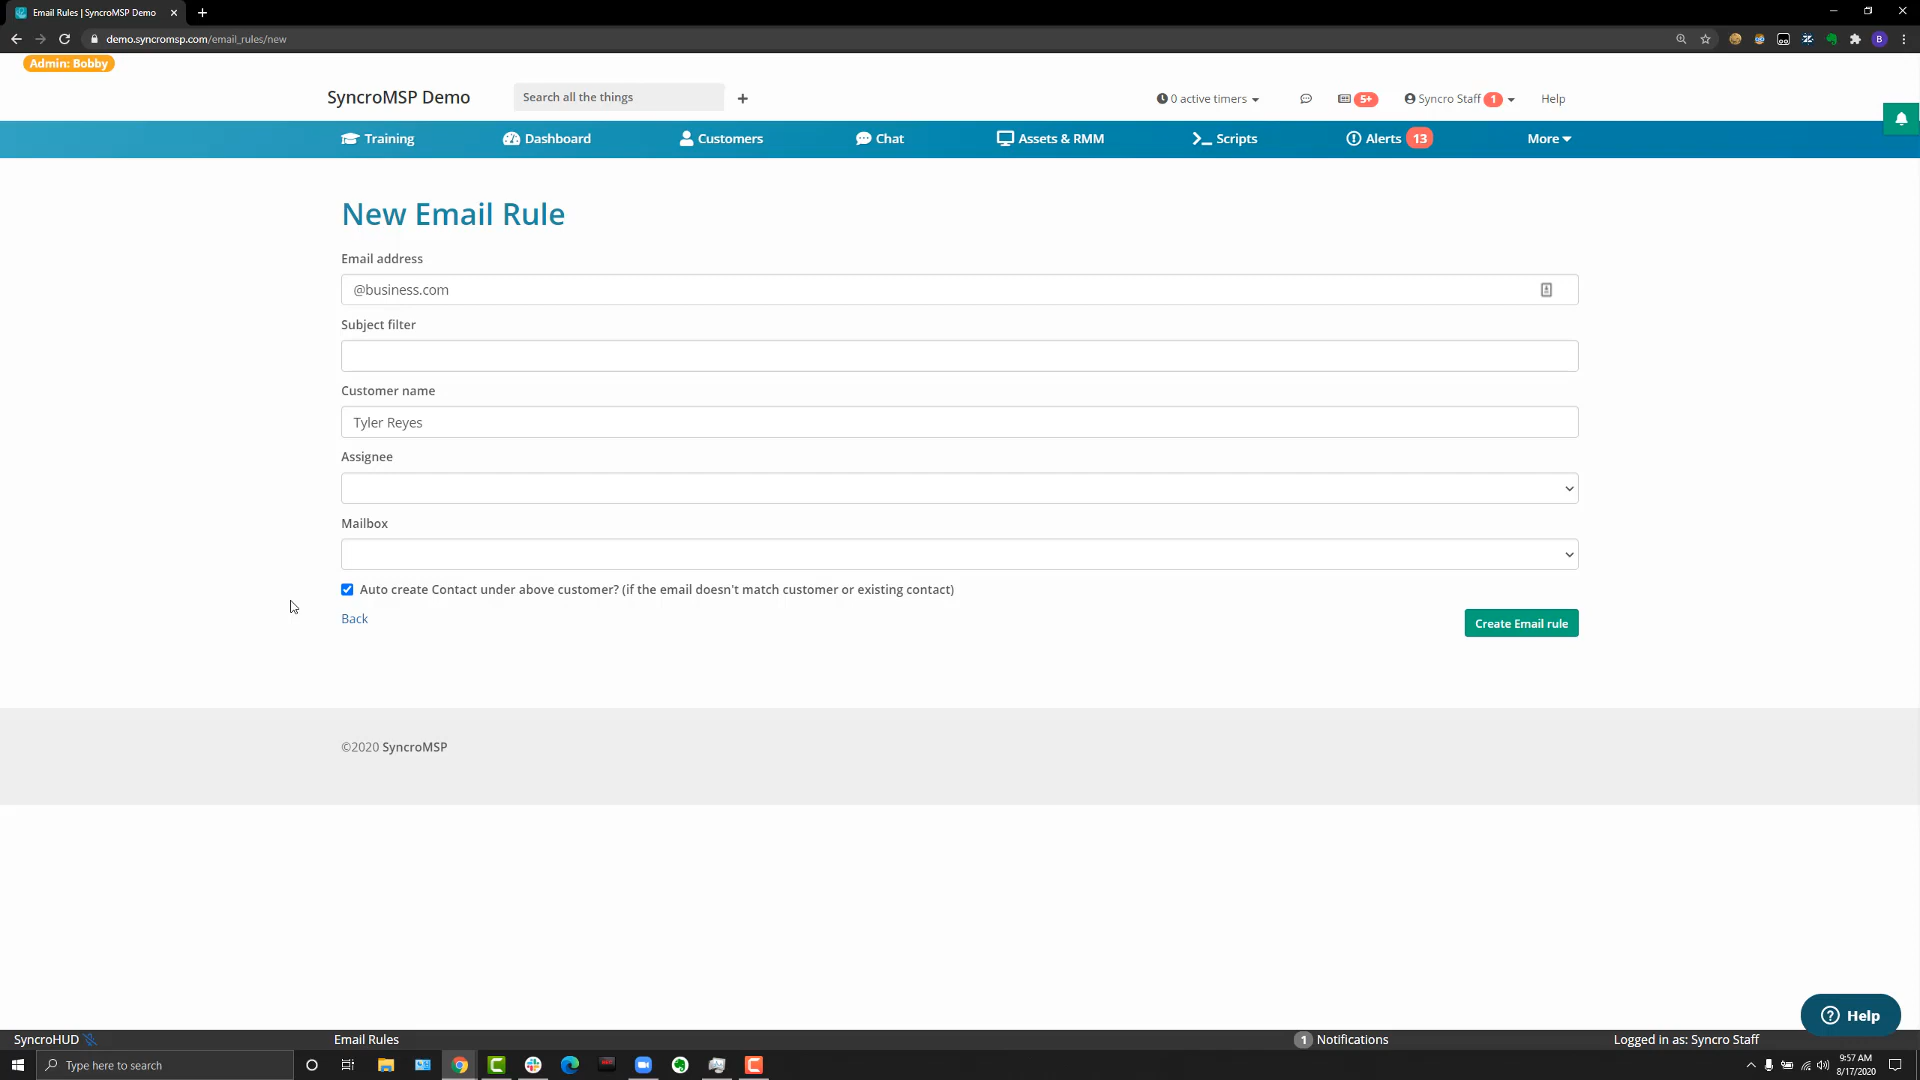 Email Rules | SyncroMSP Demo
demo.syncromsp.com/email_rules/new
Admin: Bobby
SyncroMSP Demo
Search all the things
0 active timers
5+
Syncro Staff 1
Help
Training
Dashboard
Customers
Chat
Assets & RMM
Scripts
Alerts 13
More
New Email Rule
Email address
@business.com
Subject filter
Customer name
Tyler Reyes
Assignee
Mailbox
Auto create Contact under above customer? (if the email doesn't match customer or existing contact)
Back
Create Email rule
©2020 SyncroMSP
Help
SyncroHUD
Email Rules
1 Notifications
Logged in as: Syncro Staff
Type here to search
9:57 AM
8/17/2020